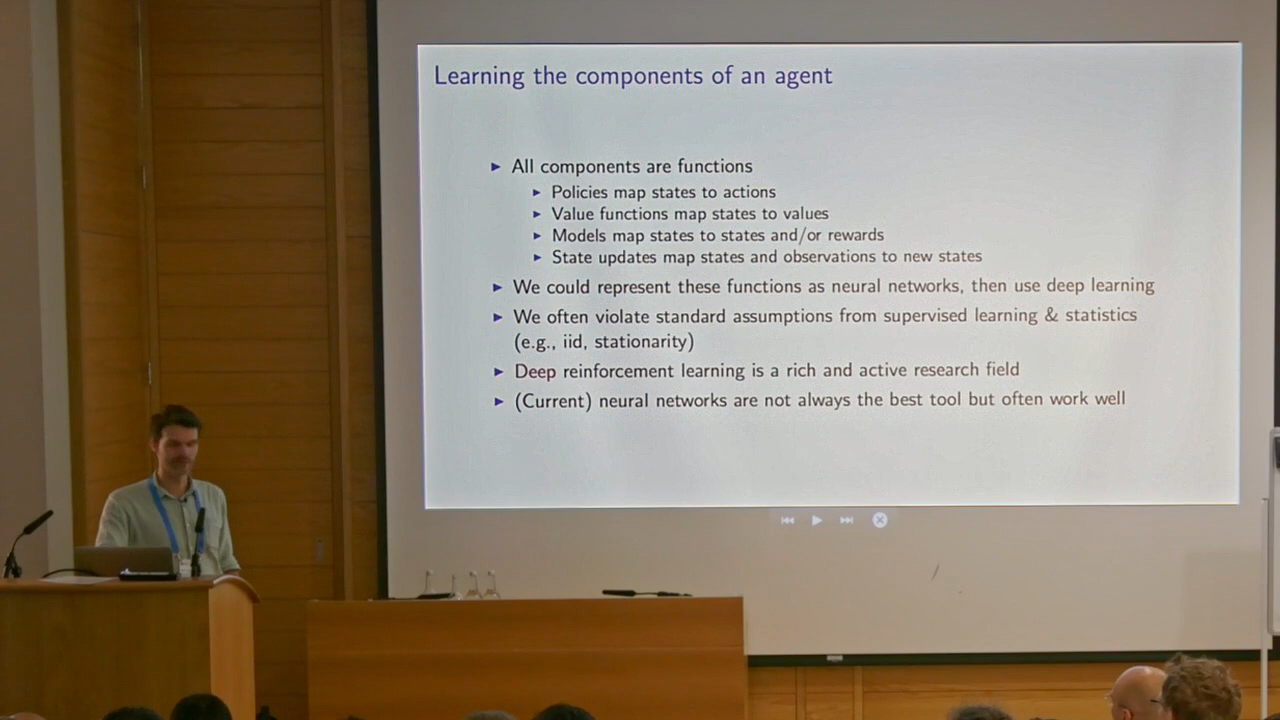 Learning the components of an agent
▶ All components are functions
▶ Policies map states to actions
▶ Value functions map states to values
▶ Models map states to states and/or rewards
▶ State updates map states and observations to new states
▶ We could represent these functions as neural networks, then use deep learning
▶ We often violate standard assumptions from supervised learning & statistics
(e.g., iid, stationarity)
▶ Deep reinforcement learning is a rich and active research field
▶ (Current) neural networks are not always the best tool but often work well